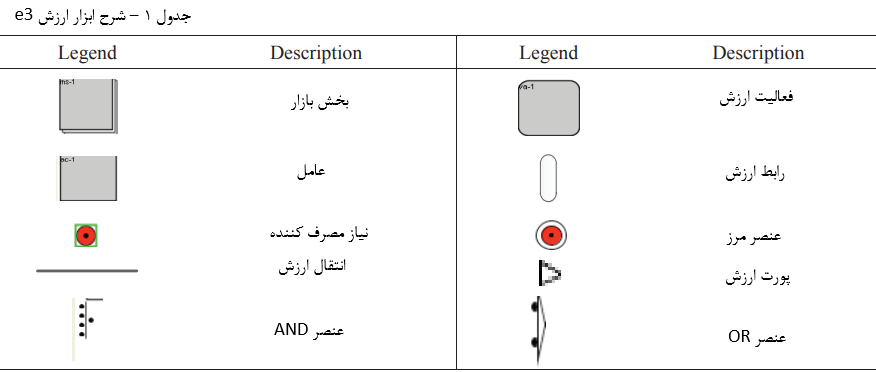 جدول ۱ – شرح ابزار ارزش e3
Legend Description Legend Description
ms-1 بخش بازار va-1 فعالیت ارزش
ac-1 عامل رابط ارزش
نیاز مصرف کننده عنصر مرز
انتقال ارزش پورت ارزش
عنصر AND عنصر OR